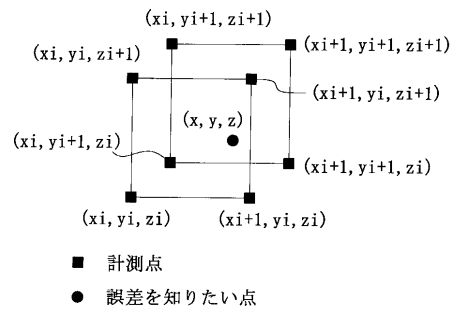 (xi,yi+1,zi+1)
(xi,yi,zi+1)
(xi+1,yi+1,zi+1)
(xi+1,yi,zi+1)
(x,y,z)
(xi,yi+1,zi)
(xi+1,yi+1,zi)
(xi,yi,zi)
(xi+1,yi,zi)
■ 計測点
● 誤差を知りたい点